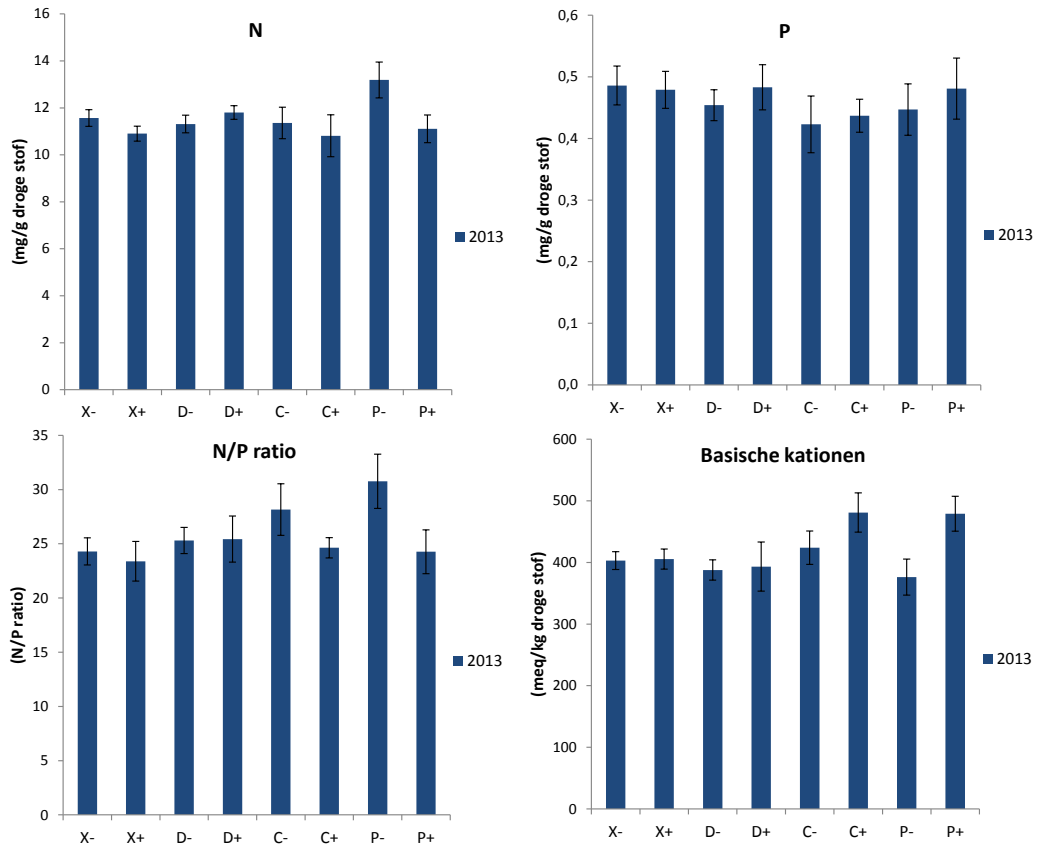 N
(mg/g droge stof)
16
14
12
10
8
6
4
2
0
X- X+ D- D+ C- C+ P- P+
2013
P
(mg/g droge stof)
0,6
0,5
0,4
0,3
0,2
0,1
0,0
X- X+ D- D+ C- C+ P- P+
2013
N/P ratio
(N/P ratio)
35
30
25
20
15
10
5
0
X- X+ D- D+ C- C+ P- P+
2013
Basische kationen
(meq/kg droge stof)
600
500
400
300
200
100
0
X- X+ D- D+ C- C+ P- P+
2013